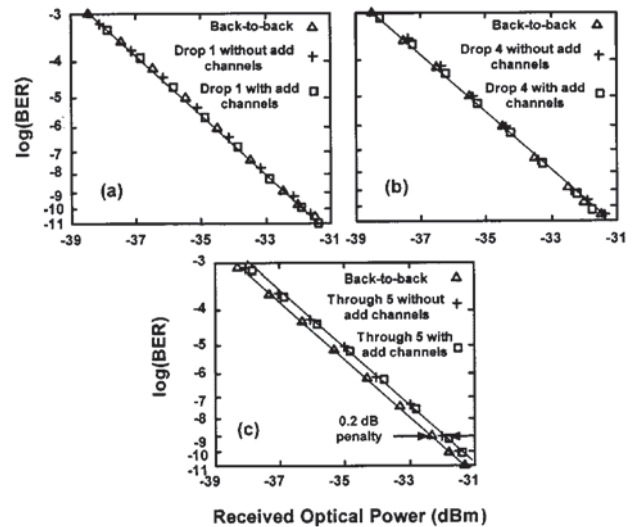 Back-to-back
Drop 1 without add
channels
Drop 1 with add
channels
log(BER)
-3
-4
-5
-6
-7
-8
-9
-10
-11
(a)
-39
-37
-35
-33
-31
Back-to-back
Drop 4 without add
channels
Drop 4 with add
channels
(b)
-39
-37
-35
-33
-31
Back-to-back
Through 5 without
add channels
Through 5 with
add channels
log(BER)
-3
-4
-5
-6
-7
-8
-9
-10
-11
(c)
0.2 dB
penalty
-39
-37
-35
-33
-31
Received Optical Power (dBm)